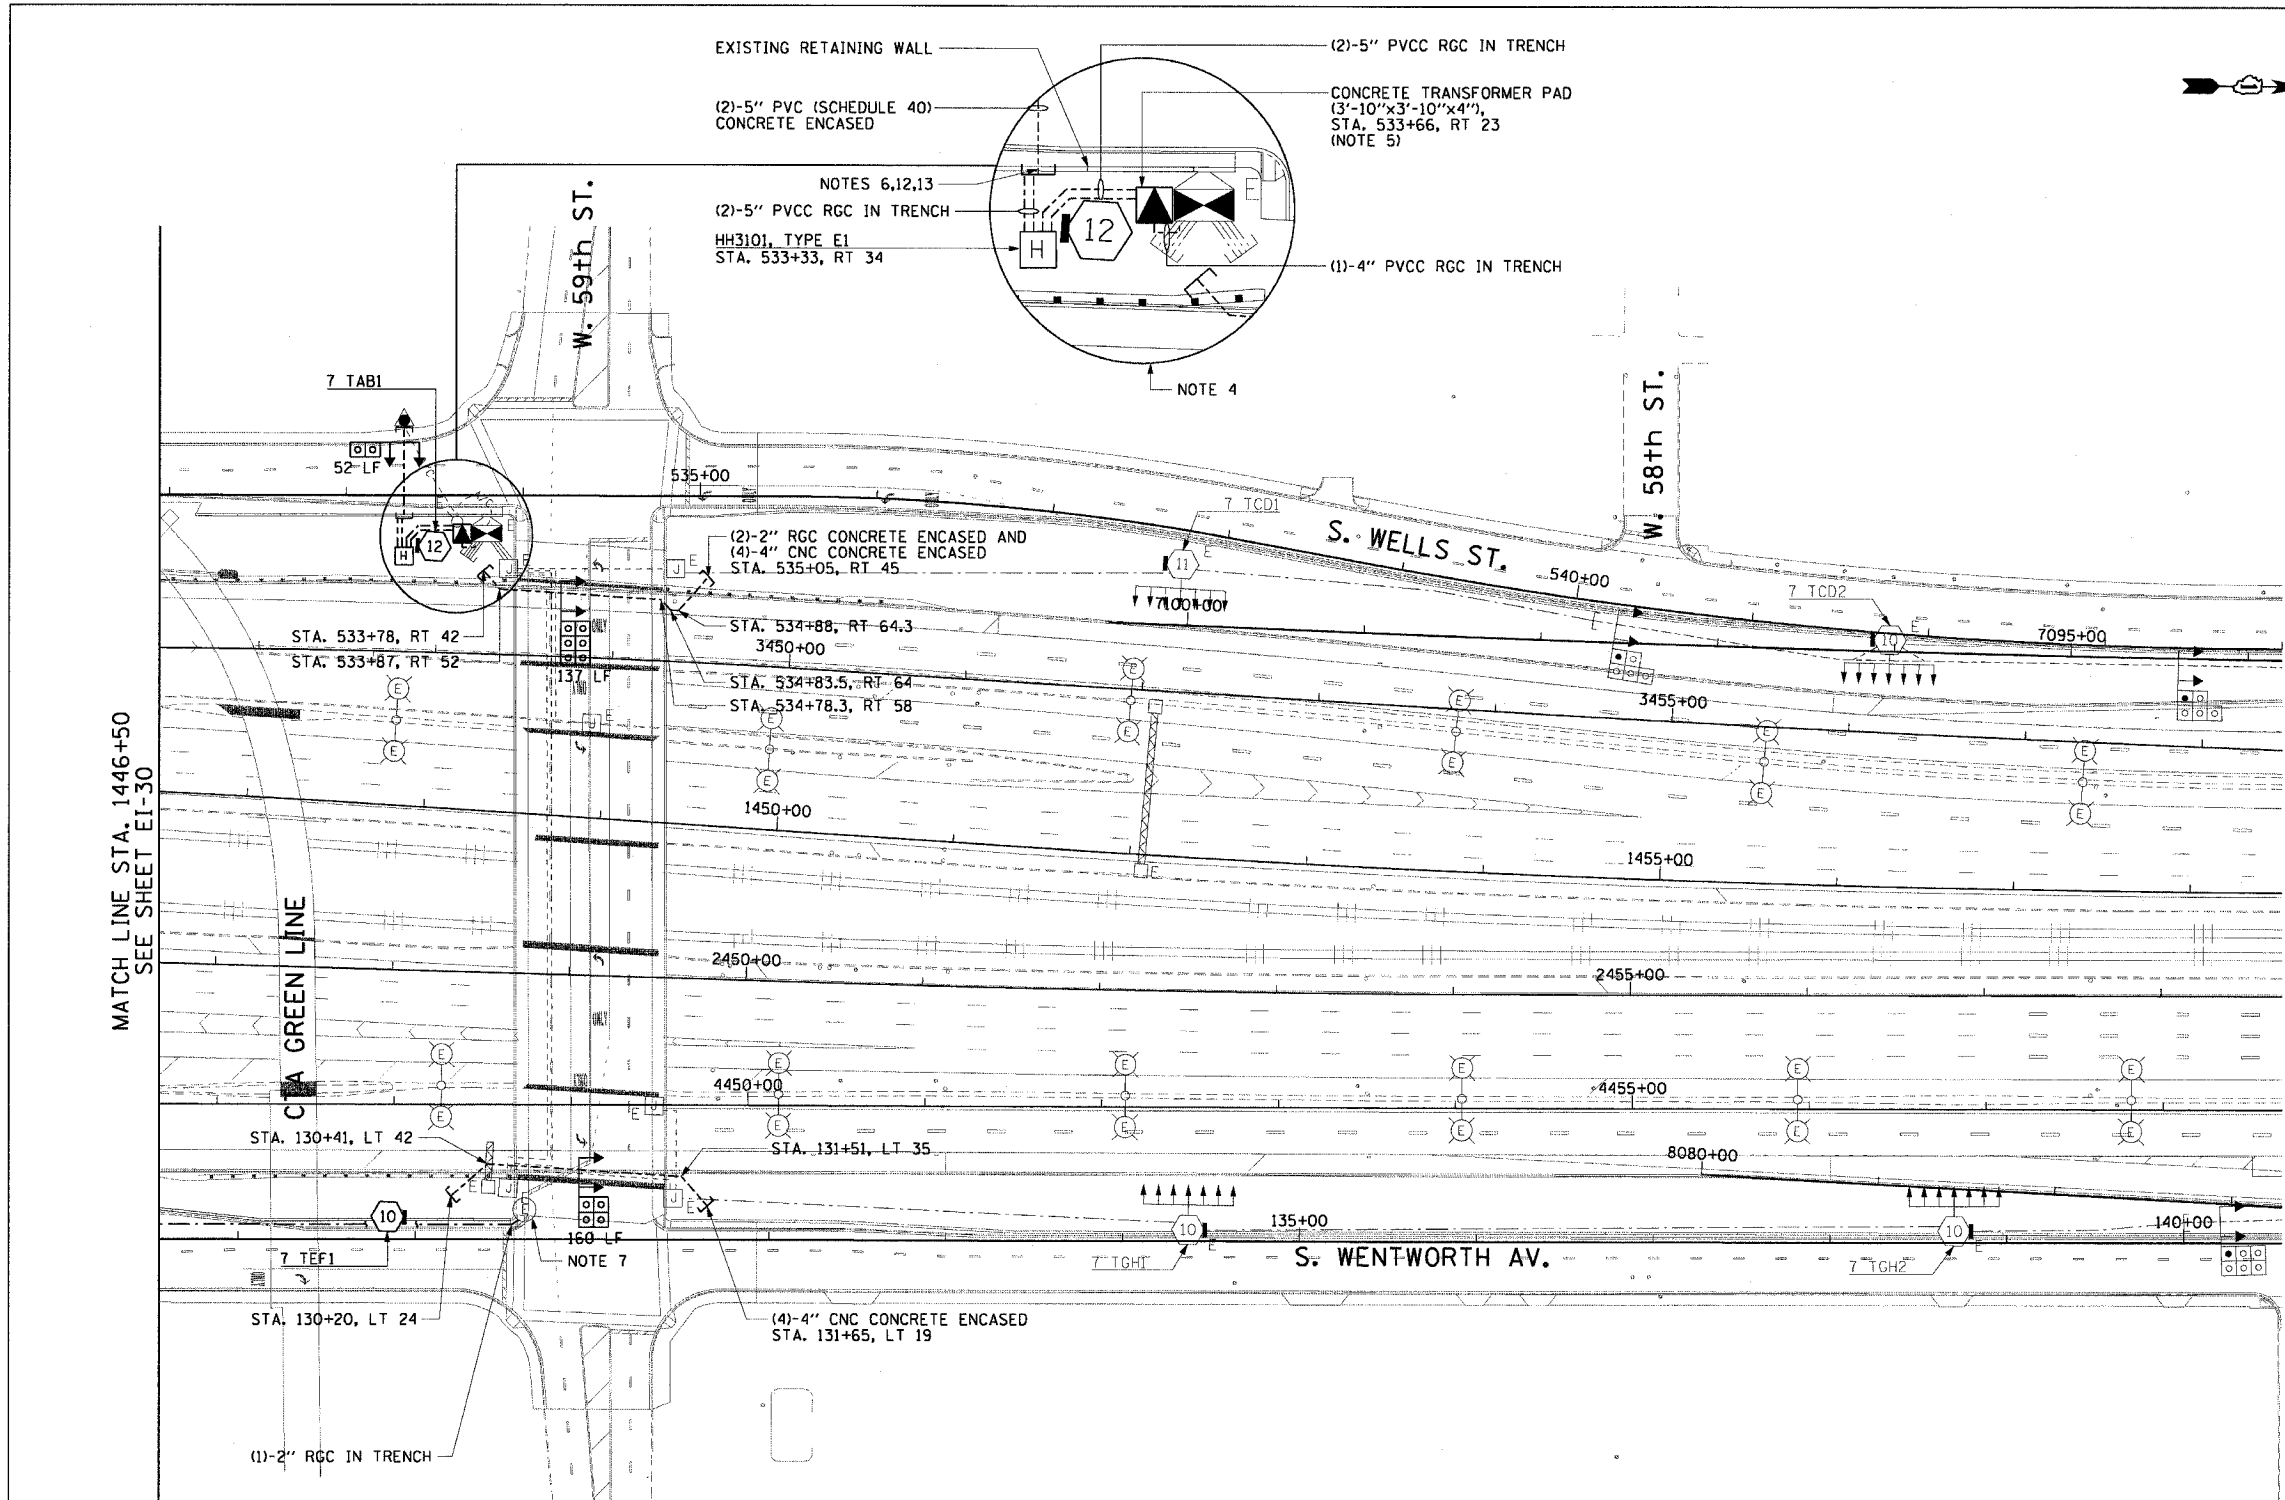 EXISTING RETAINING WALL
(2)-5" PVCC RGC IN TRENCH
(2)-5" PVC (SCHEDULE 40)
CONCRETE ENCASED
CONCRETE TRANSFORMER PAD
(3'-10"x3'-10"x4"),
STA. 533+66, RT 23
(NOTE 5)
NOTES 6,12,13
(2)-5" PVCC RGC IN TRENCH
HH3101, TYPE E1
STA. 533+33, RT 34
H
12
E
(1)-4" PVCC RGC IN TRENCH
NOTE 4
W. 59th ST.
W. 58th ST.
7 TAB1
52 LF
H
12
E
535+00
7 TCD1
11
E
S. WELLS ST.
540+00
7 TCD2
10
E
7095+00
7100+00
(2)-2" RGC CONCRETE ENCASED AND
(4)-4" CNC CONCRETE ENCASED
STA. 535+05, RT 45
J
E
J
E
STA. 533+78, RT 42
STA. 533+87, RT 52
STA. 534+88, RT 64.3
3450+00
STA. 534+83.5, RT 64
STA. 534+78.3, RT 58
137 LF
ONLY
J
E
3455+00
E
E
E
E
E
E
E
E
E
E
E
E
MATCH LINE STA. 1446+50
SEE SHEET EI-30
1450+00
1455+00
E
CTA GREEN LINE
2450+00
2455+00
ONLY
E
E
E
E
E
E
E
E
E
E
E
E
4450+00
4455+00
E
J
STA. 130+41, LT 42
STA. 131+51, LT 35
8080+00
E
J
J
E
10
E
160 LF
7 TEF1
NOTE 7
10
E
7 TGH1
135+00
S. WENTWORTH AV.
10
E
7 TGH2
140+00
STA. 130+20, LT 24
(4)-4" CNC CONCRETE ENCASED
STA. 131+65, LT 19
(1)-2" RGC IN TRENCH